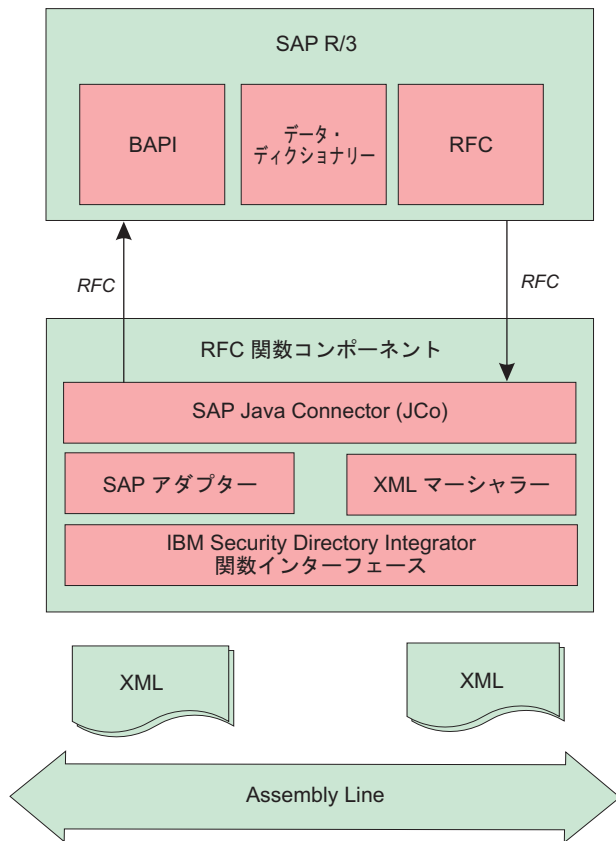 SAP R/3
BAPI
データ・
ディクショナリー
RFC
RFC
RFC
RFC 関数コンポーネント
SAP Java Connector (JCo)
SAP アダプター
XML マーシャラー
IBM Security Directory Integrator
関数インターフェース
XML
XML
Assembly Line